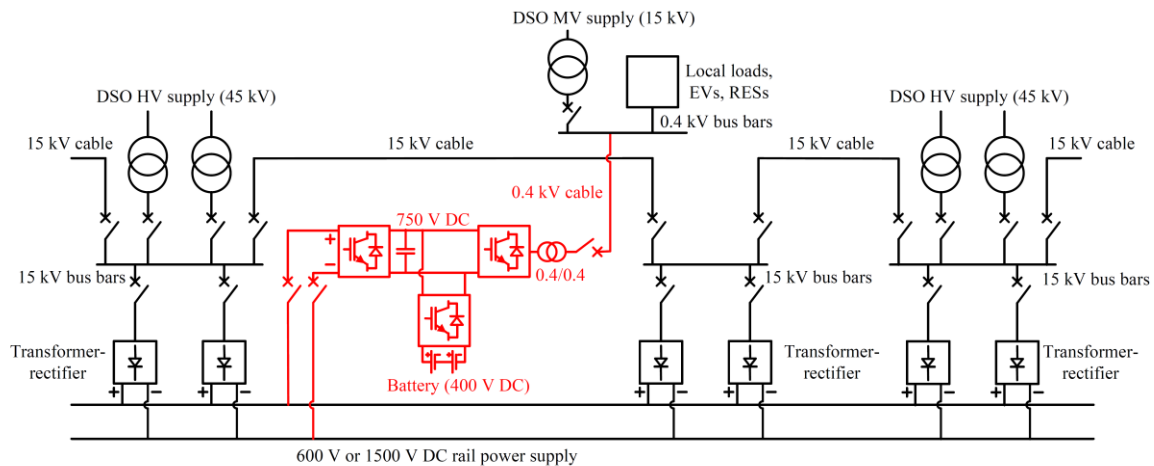 DSO MV supply (15 kV)
Local loads,
EVs, RESs
DSO HV supply (45 kV)
DSO HV supply (45 kV)
0.4 kV bus bars
15 kV cable
15 kV cable
15 kV cable
15 kV cable
0.4 kV cable
750 V DC
+
−
0.4/0.4
15 kV bus bars
15 kV bus bars
15 kV bus bars
Transformer-
rectifier
Transformer-
rectifier
Transformer-
rectifier
+ +
Battery (400 V DC)
+ − + −
+ − + −
+ − + −
600 V or 1500 V DC rail power supply